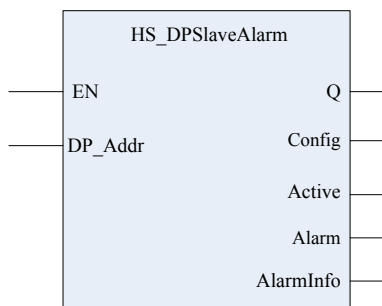 HS_DPSlaveAlarm
EN
Q
DP_Addr
Config
Active
Alarm
AlarmInfo